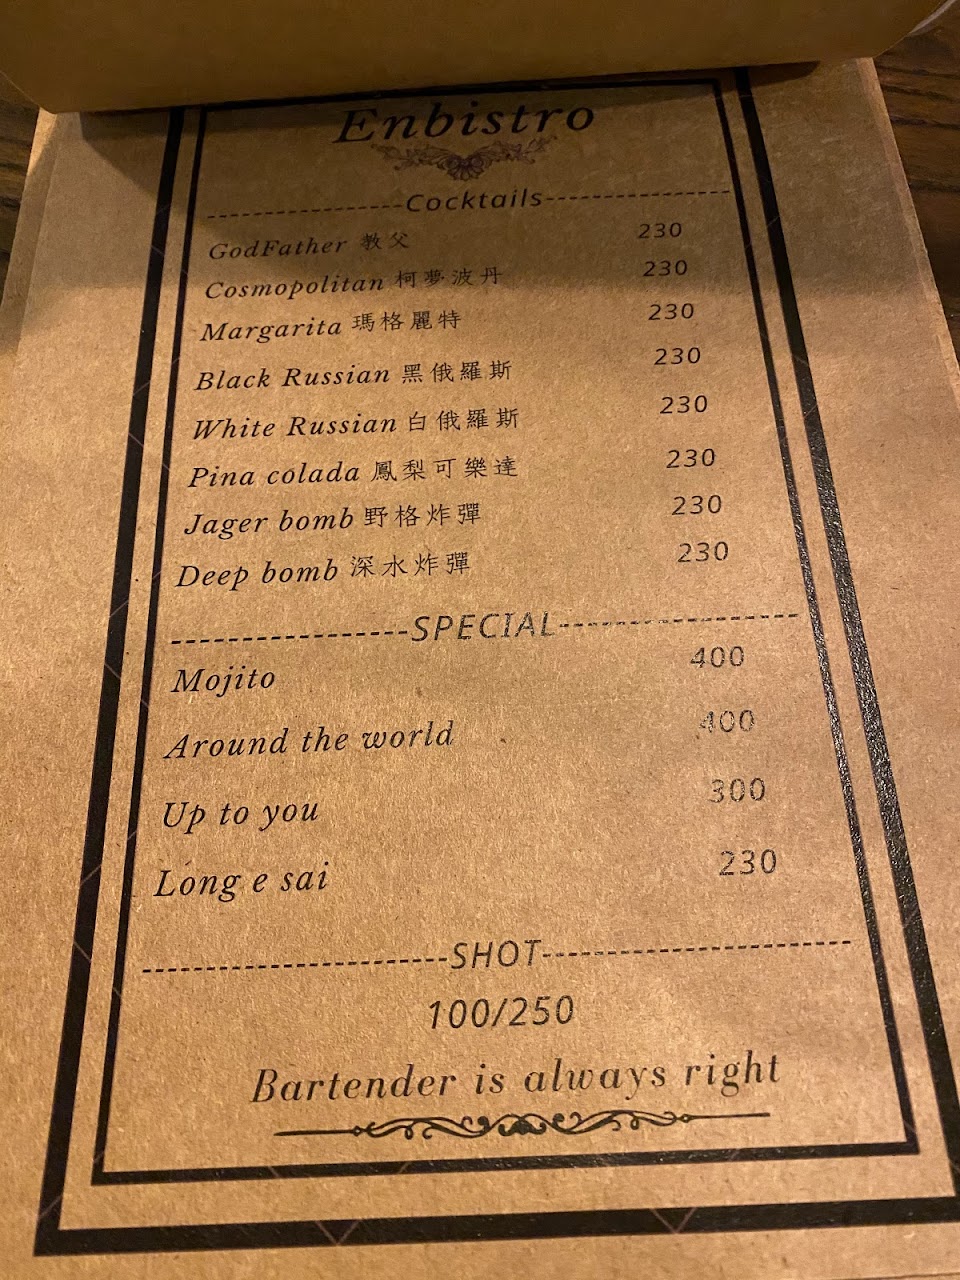 Enbistro
----------------Cocktails----------------
GodFather 教父 230
Cosmopolitan 柯夢波丹 230
Margarita 瑪格麗特 230
Black Russian 黑俄羅斯 230
White Russian 白俄羅斯 230
Pina colada 鳳梨可樂達 230
Jager bomb 野格炸彈 230
Deep bomb 深水炸彈 230
-----------------SPECIAL-----------------
Mojito 400
Around the world 400
Up to you 300
Long e sai 230
------------------------SHOT------------------------
100/250
Bartender is always right